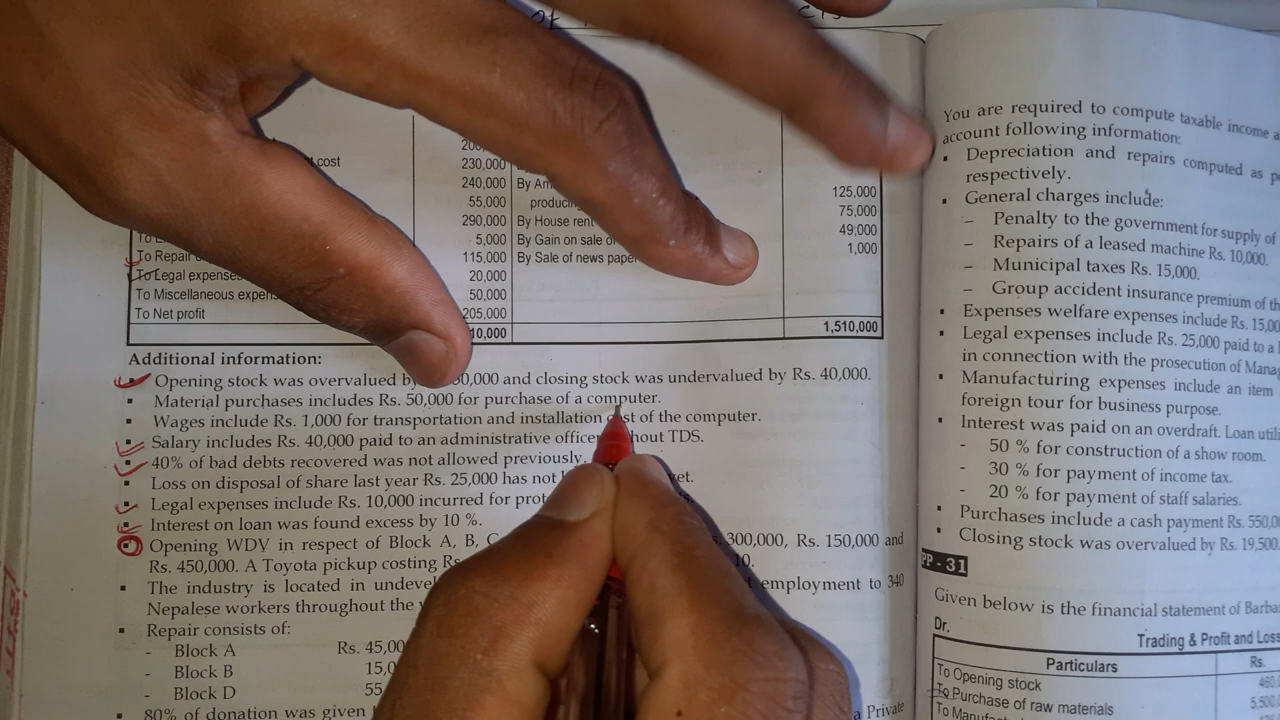 cost
230,000
240,000
55,000
290,000
5,000
115,000
20,000
50,000
205,000
10,000
To Repair
To Legal expenses
To Miscellaneous expens
To Net profit
By Am
producin
By House rent
By Gain on sale of
By Sale of news paper
125,000
75,000
49,000
1,000
1,510,000
Additional information:
▪ Opening stock was overvalued by 0,000 and closing stock was undervalued by Rs. 40,000.
▪ Material purchases includes Rs. 50,000 for purchase of a computer.
▪ Wages include Rs. 1,000 for transportation and installation cost of the computer.
▪ Salary includes Rs. 40,000 paid to an administrative officer hout TDS.
▪ 40% of bad debts recovered was not allowed previously.
▪ Loss on disposal of share last year Rs. 25,000 has not yet.
▪ Legal expenses include Rs. 10,000 incurred for prot
▪ Interest on loan was found excess by 10 %.
▪ Opening WDV in respect of Block A, B, C 300,000, Rs. 150,000 and
Rs. 450,000. A Toyota pickup costing Rs 10.
▪ The industry is located in undevel employment to 340
Nepalese workers throughout the
▪ Repair consists of:
- Block A Rs. 45,00
- Block B 15,0
- Block D 55
▪ 80% of donation was given a Private
You are required to compute taxable income a
account following information:
▪ Depreciation and repairs computed as pe
respectively.
▪ General charges include:
– Penalty to the government for supply of
– Repairs of a leased machine Rs. 10,000.
– Municipal taxes Rs. 15,000.
– Group accident insurance premium of th
▪ Expenses welfare expenses include Rs. 15,00
▪ Legal expenses include Rs. 25,000 paid to a
in connection with the prosecution of Mana
▪ Manufacturing expenses include an item
foreign tour for business purpose.
▪ Interest was paid on an overdraft. Loan utili
- 50 % for construction of a show room.
- 30 % for payment of income tax.
- 20 % for payment of staff salaries.
▪ Purchases include a cash payment Rs. 550,0
▪ Closing stock was overvalued by Rs. 19,500.
PP - 31
Given below is the financial statement of Barba
Dr.
Trading & Profit and Loss
Particulars Rs.
To Opening stock 460,
To Purchase of raw materials 5,500
To Manufact